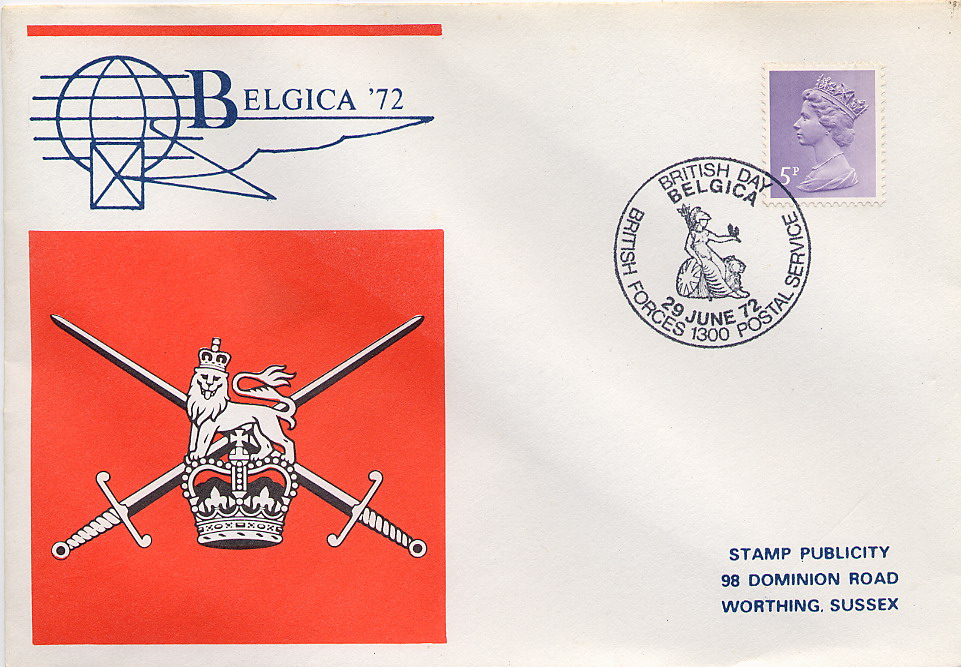 BELGICA '72
5P
BRITISH DAY
BELGICA
29 JUNE 72
BRITISH FORCES 1300 POSTAL SERVICE
STAMP PUBLICITY
98 DOMINION ROAD
WORTHING, SUSSEX